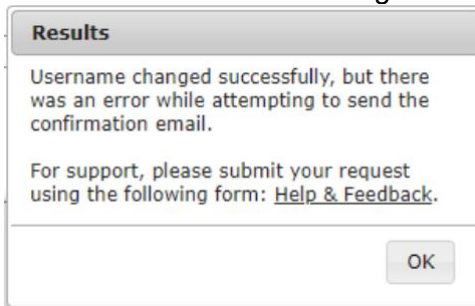 Results
Username changed successfully, but there
was an error while attempting to send the
confirmation email.
For support, please submit your request
using the following form: Help & Feedback.
OK